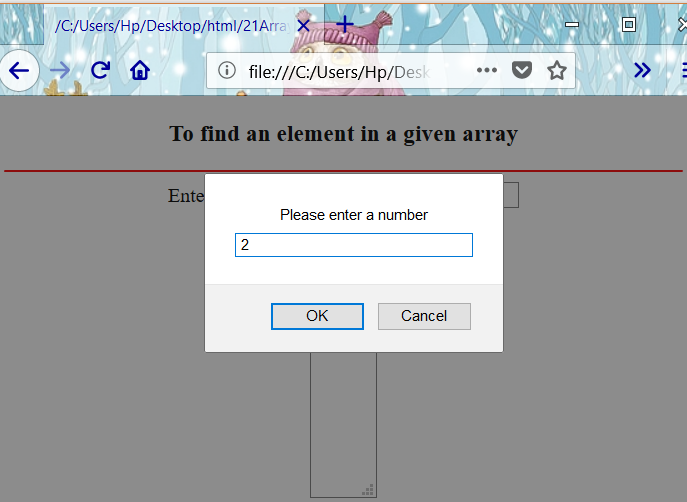 /C:/Users/Hp/Desktop/html/21Array
file:///C:/Users/Hp/Desk
To find an element in a given array
Ente
Please enter a number
2
OK Cancel